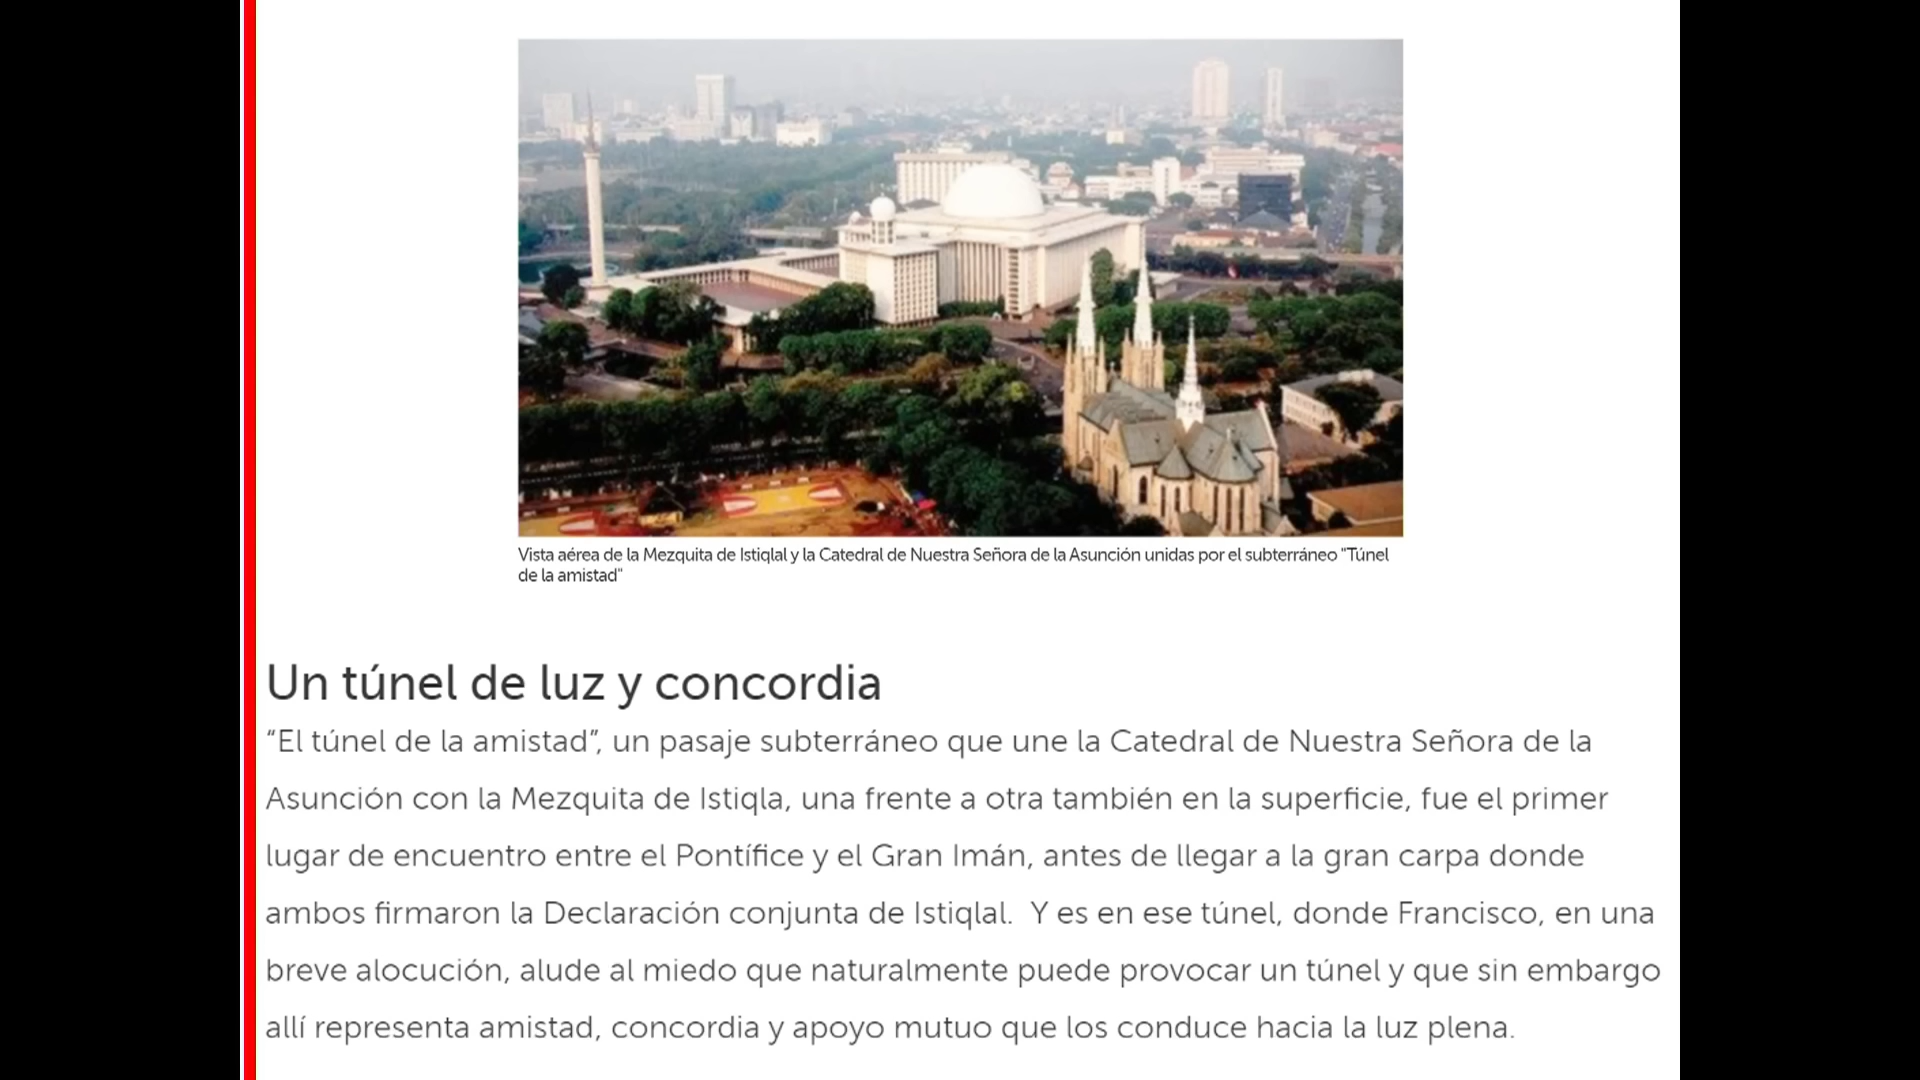 Vista aérea de la Mezquita de Istiqlal y la Catedral de Nuestra Señora de la Asunción unidas por el subterráneo "Túnel
de la amistad"
Un túnel de luz y concordia
“El túnel de la amistad”, un pasaje subterráneo que une la Catedral de Nuestra Señora de la
Asunción con la Mezquita de Istiqla, una frente a otra también en la superficie, fue el primer
lugar de encuentro entre el Pontífice y el Gran Imán, antes de llegar a la gran carpa donde
ambos firmaron la Declaración conjunta de Istiqlal.  Y es en ese túnel, donde Francisco, en una
breve alocución, alude al miedo que naturalmente puede provocar un túnel y que sin embargo
allí representa amistad, concordia y apoyo mutuo que los conduce hacia la luz plena.